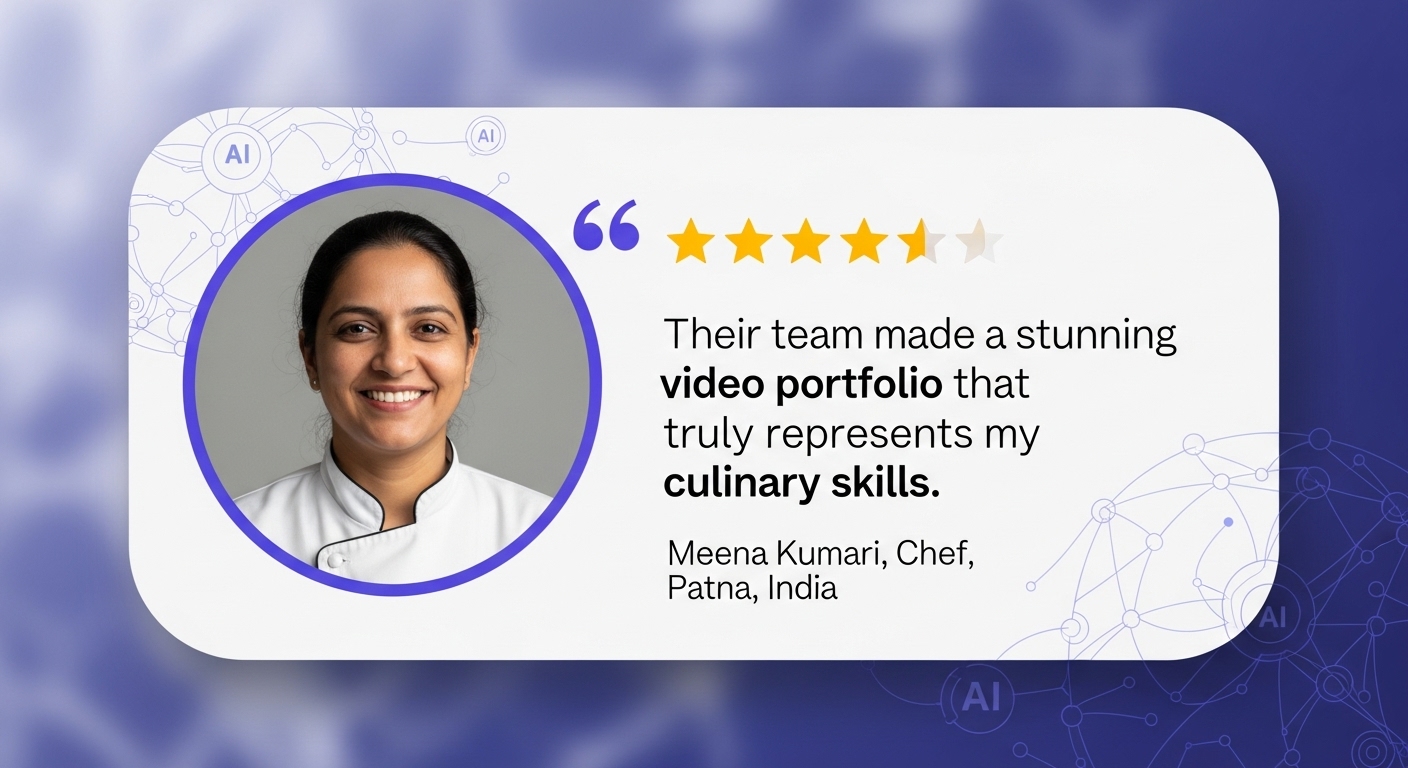 AI
AI
“
Their team made a stunning
video portfolio that
truly represents my
culinary skills.
Meena Kumari, Chef,
Patna, India
AI
AI